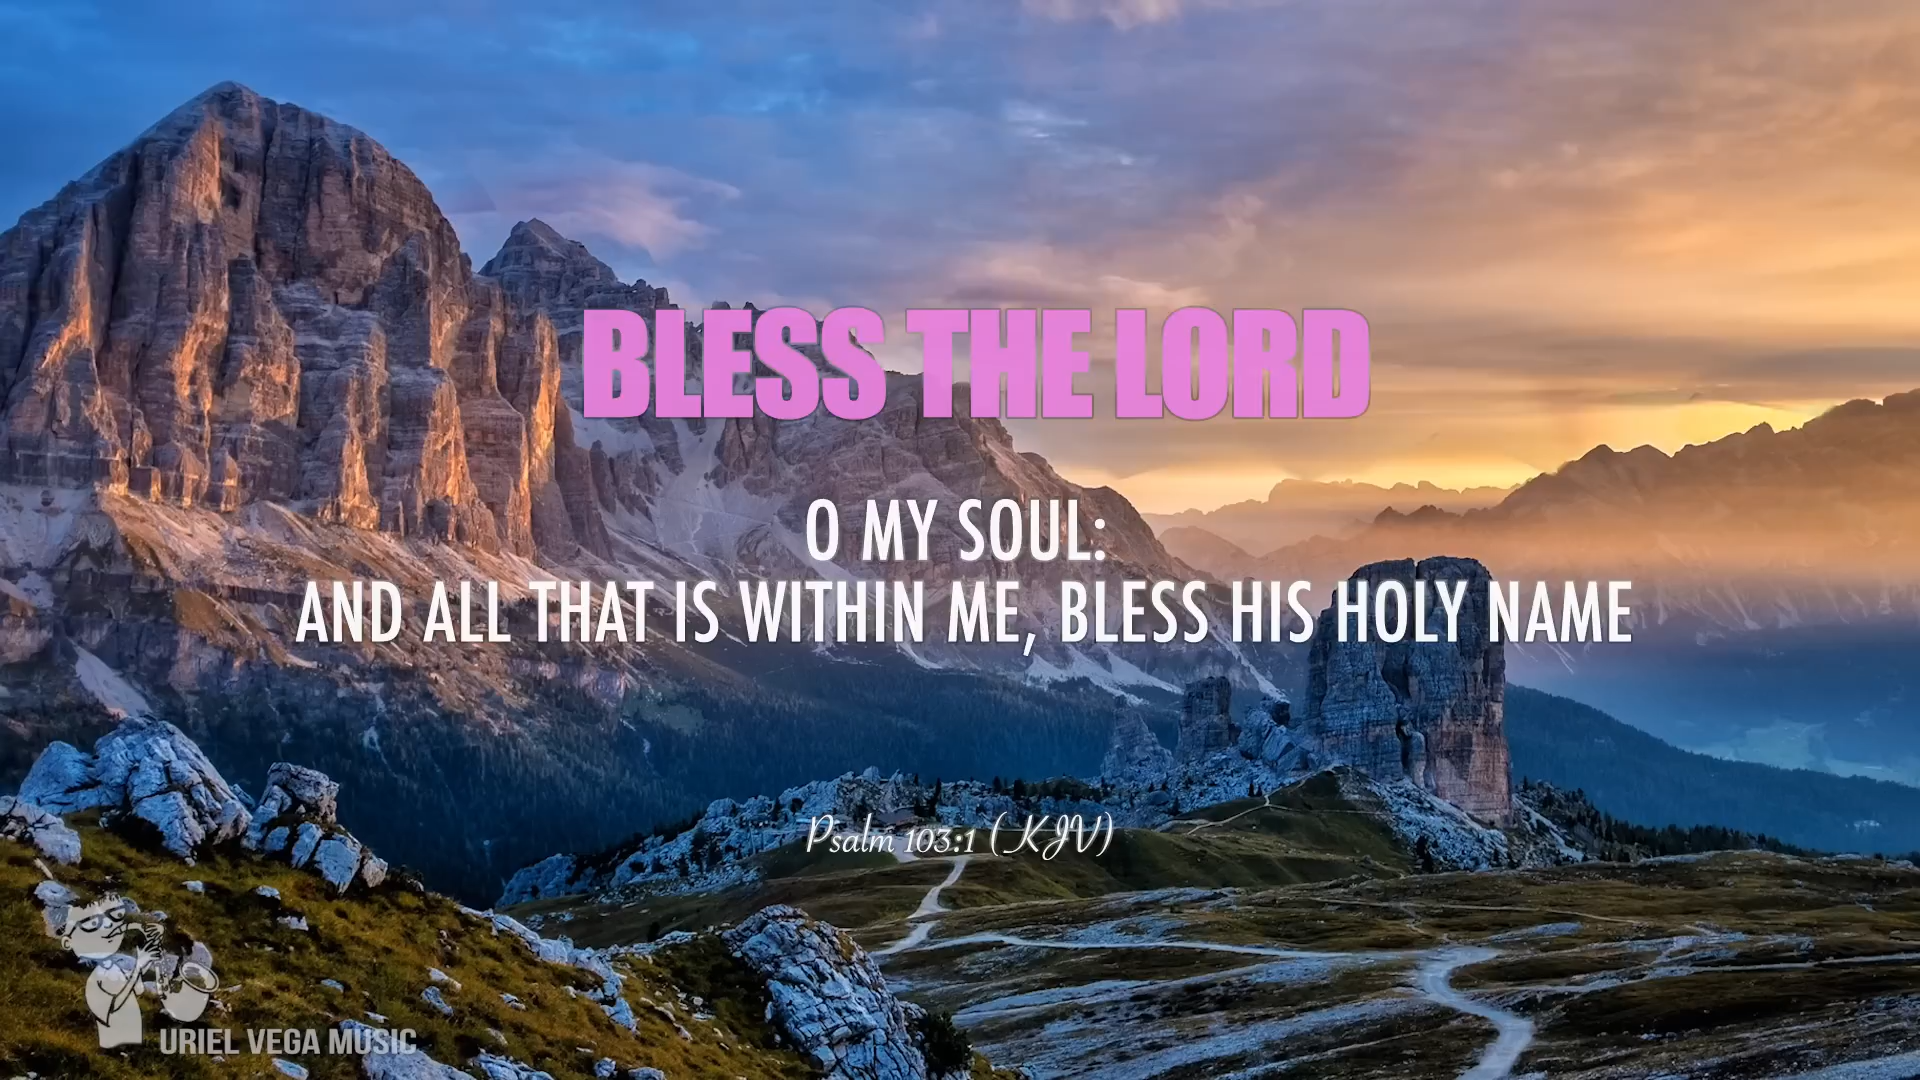 BLESS THE LORD
O MY SOUL:
AND ALL THAT IS WITHIN ME, BLESS HIS HOLY NAME
Psalm 103:1 (KJV)
URIEL VEGA MUSIC